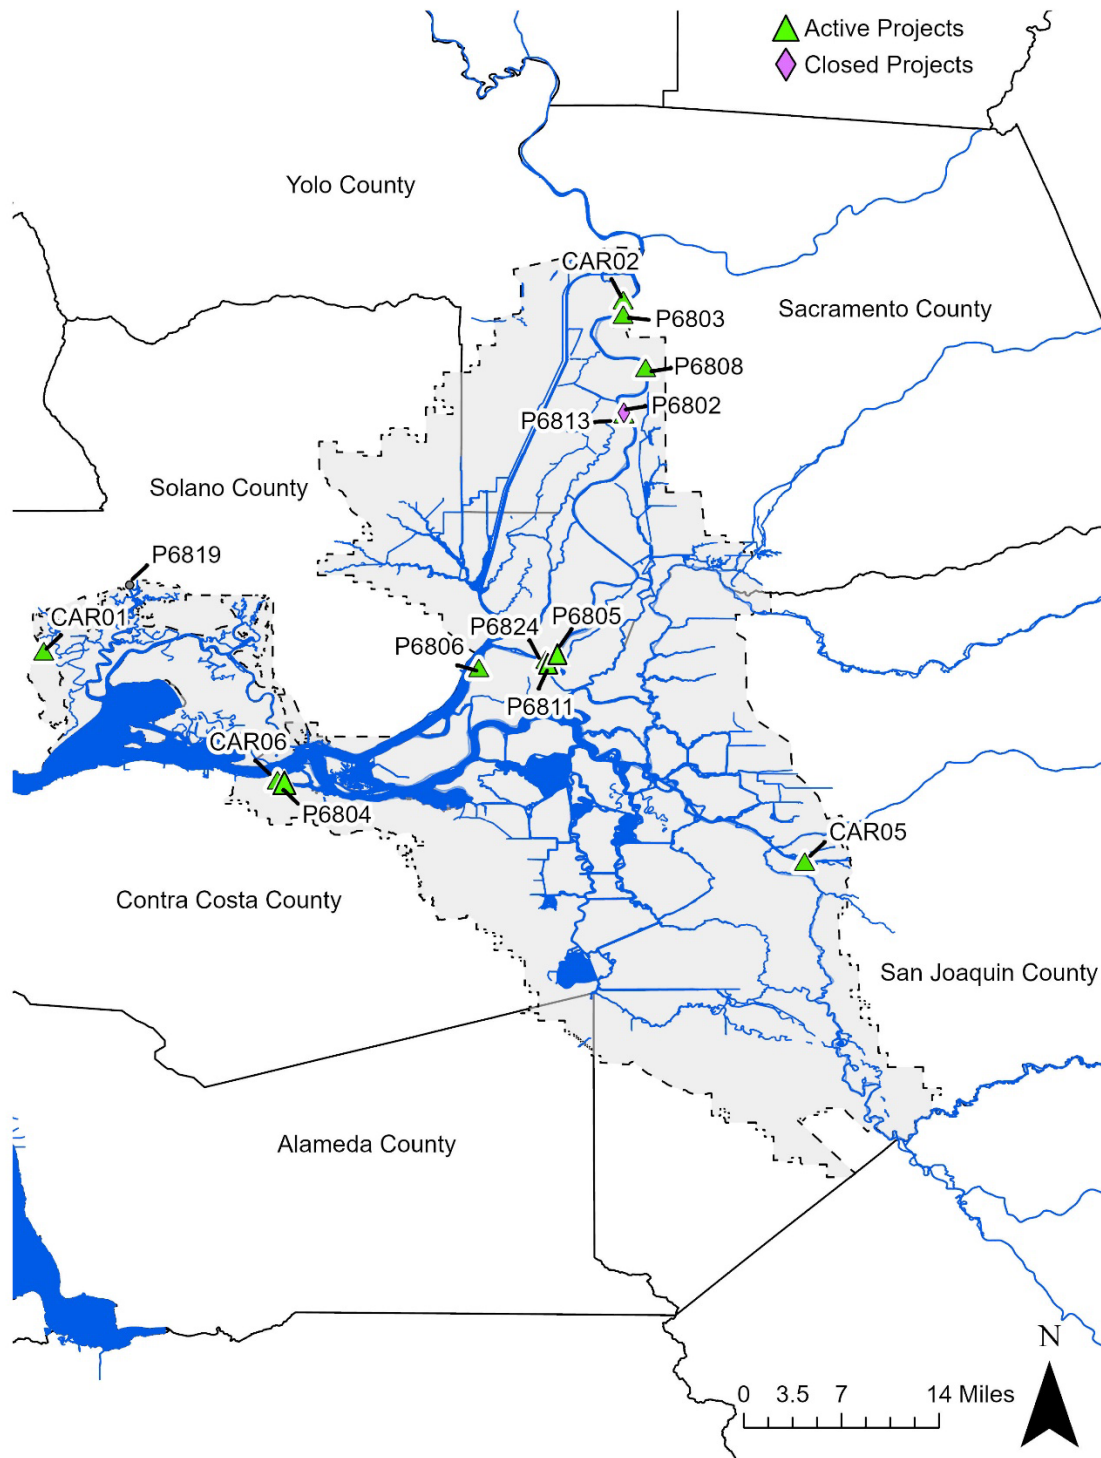 Active Projects
Closed Projects
Yolo County
CAR02
Sacramento County
P6803
P6808
P6802
P6813
Solano County
P6819
CAR01
P6805
P6824
P6806
P6811
CAR06
P6804
CAR05
Contra Costa County
San Joaquin County
Alameda County
N
0 3.5 7 14 Miles